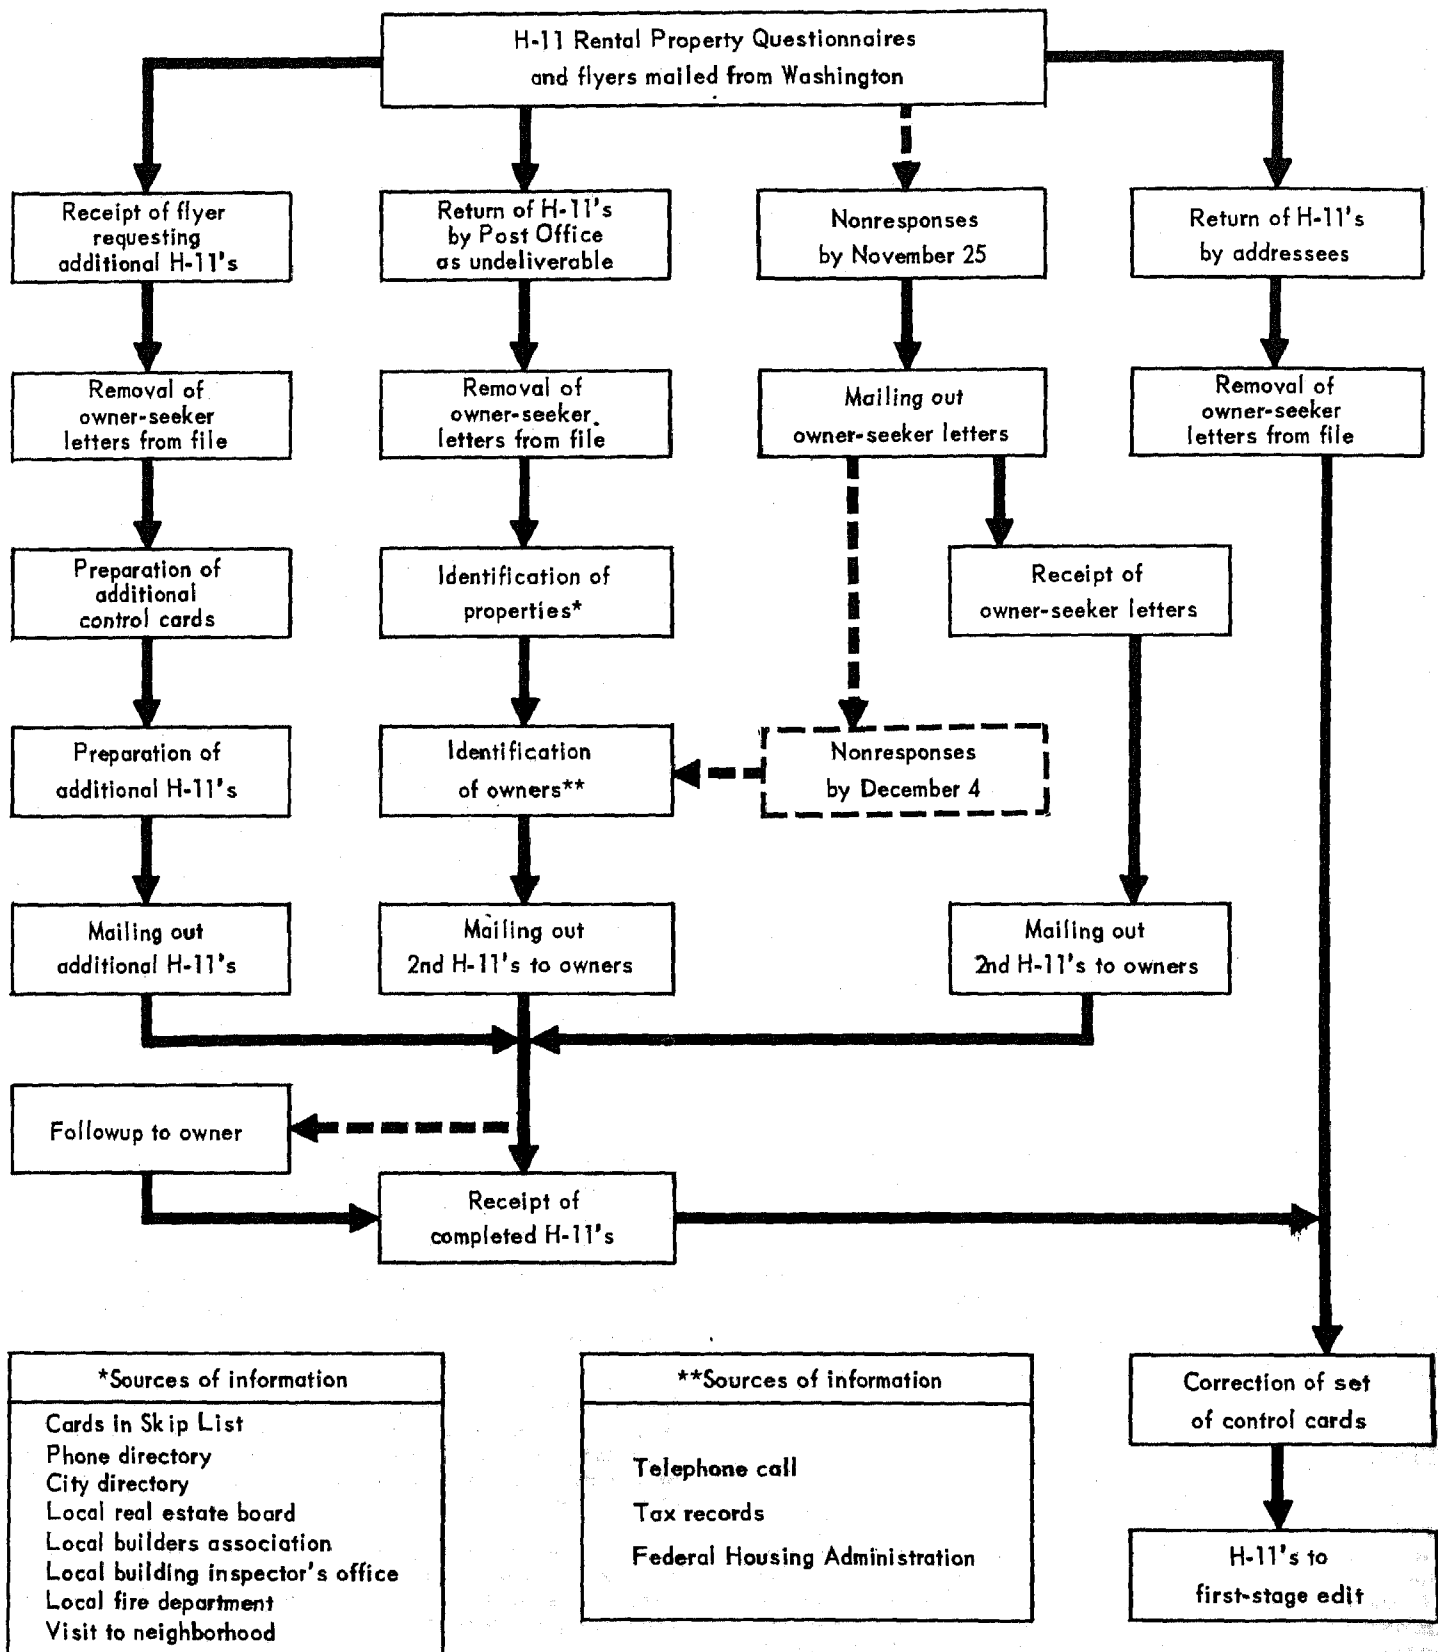 H-11 Rental Property Questionnaires
and flyers mailed from Washington
Receipt of flyer
requesting
additional H-11's
Return of H-11's
by Post Office
as undeliverable
Nonresponses
by November 25
Return of H-11's
by addressees
Removal of
owner-seeker
letters from file
Removal of
owner-seeker
letters from file
Mailing out
owner-seeker letters
Removal of
owner-seeker
letters from file
Preparation of
additional
control cards
Identification of
properties*
Receipt of
owner-seeker letters
Preparation of
additional H-11's
Identification
of owners**
Nonresponses
by December 4
Mailing out
additional H-11's
Mailing out
2nd H-11's to owners
Mailing out
2nd H-11's to owners
Followup to owner
Receipt of
completed H-11's
*Sources of information
Cards in Skip List
Phone directory
City directory
Local real estate board
Local builders association
Local building inspector's office
Local fire department
Visit to neighborhood
**Sources of information
Telephone call
Tax records
Federal Housing Administration
Correction of set
of control cards
H-11's to
first-stage edit